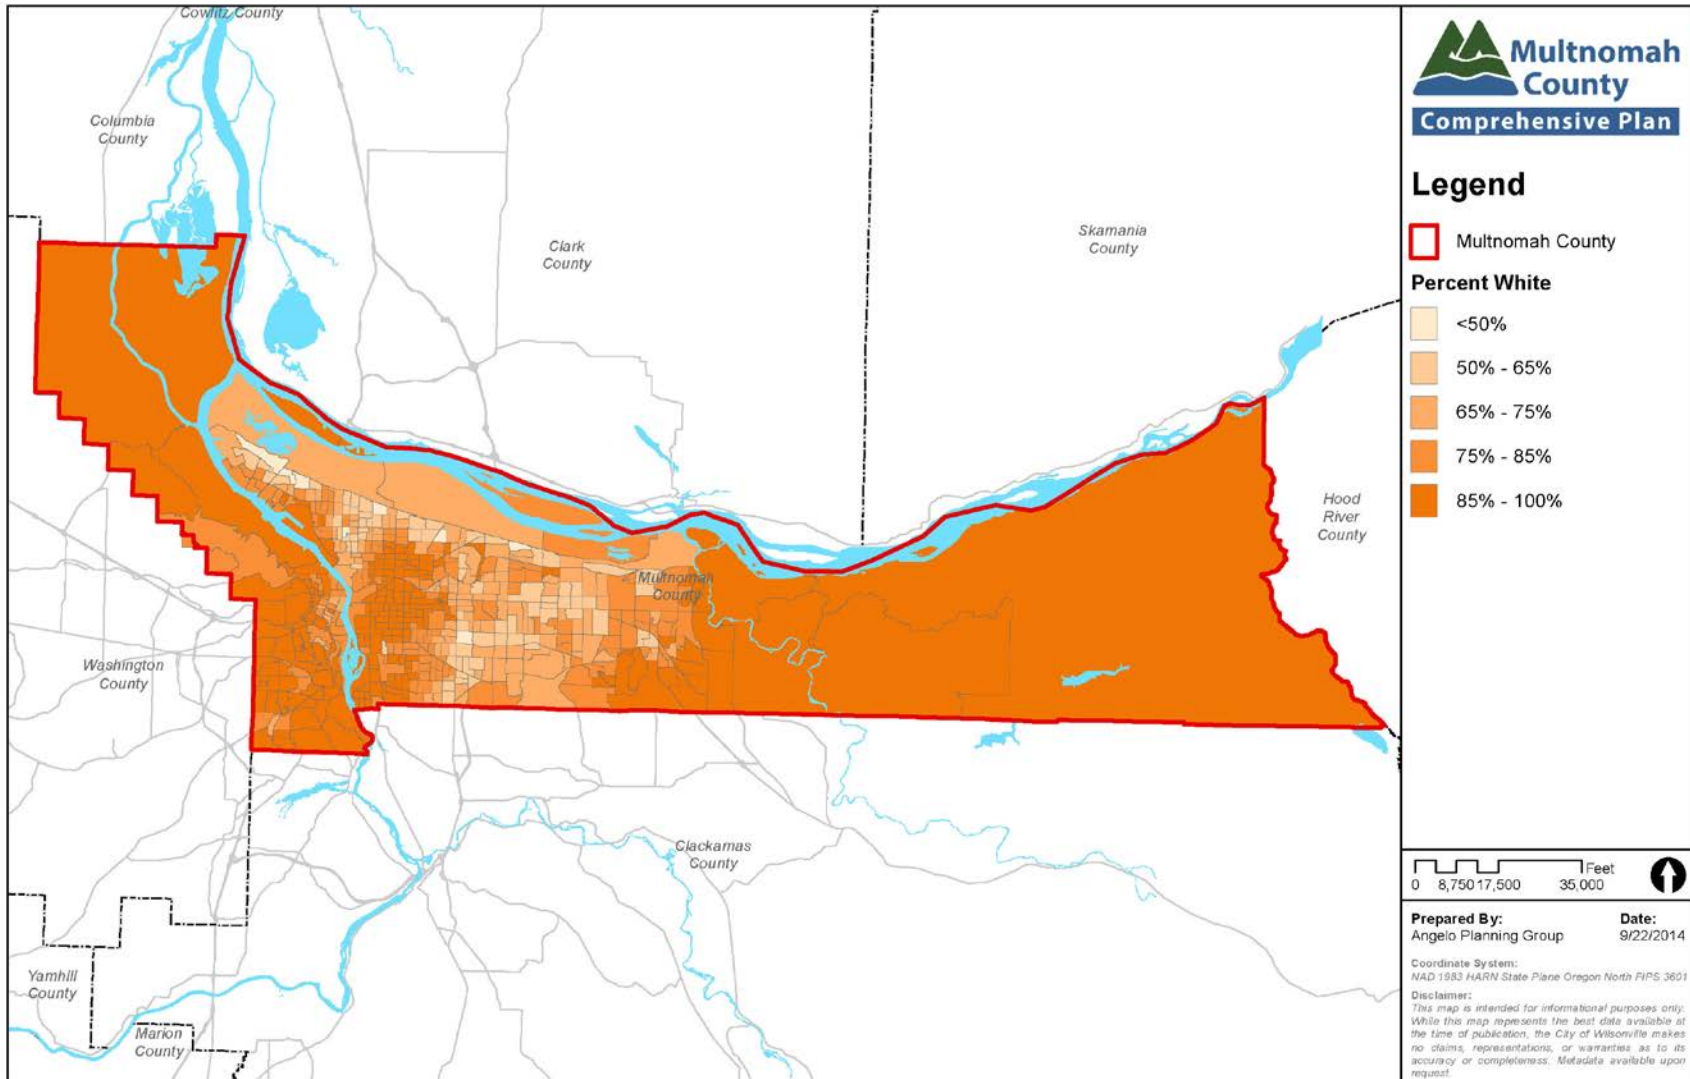 Cowlitz County
Columbia
County
Clark
County
Skamania
County
Hood
River
County
Multnomah
County
Washington
County
Clackamas
County
Yamhill
County
Marion
County
Multnomah
County
Comprehensive Plan
Legend
Multnomah County
Percent White
<50%
50% - 65%
65% - 75%
75% - 85%
85% - 100%
Feet
0 8,750 17,500 35,000
Prepared By: Date:
Angelo Planning Group 9/22/2014
Coordinate System:
NAD 1983 HARN State Plane Oregon North FIPS 3601
Disclaimer:
This map is intended for informational purposes only.
While this map represents the best data available at
the time of publication, the City of Wilsonville makes
no claims, representations, or warranties as to its
accuracy or completeness. Metadata available upon
request.